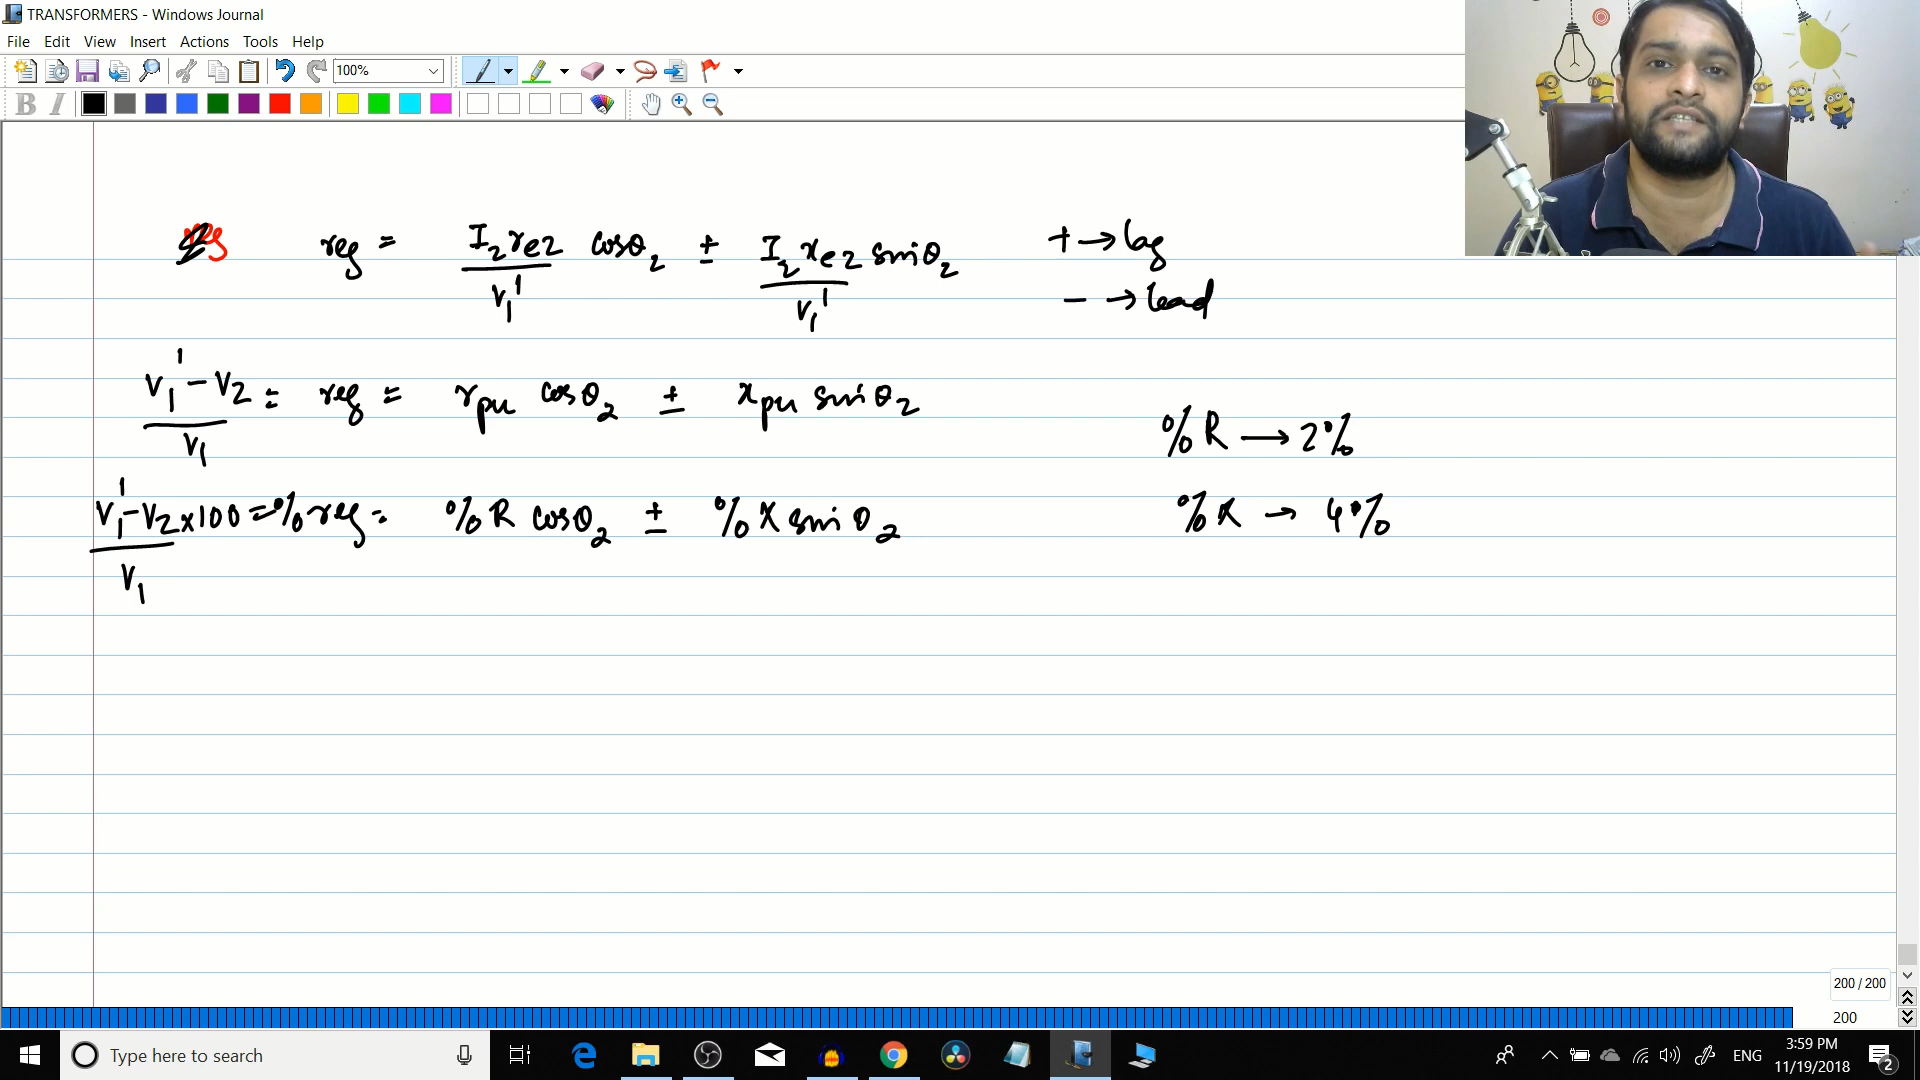 TRANSFORMERS - Windows Journal
File Edit View Insert Actions Tools Help
100%
B I
reg
reg = I₂re2/V₁' cosθ₂ ± I₂xe2/V₁' sinθ₂
+ → lag
- → lead
V₁' - V₂/V₁ = reg = rpu cosθ₂ ± xpu sinθ₂
%R → 2%
V₁' - V₂/V₁ x100 = % reg = %R cosθ₂ ± %X sinθ₂
%X → 4%
200 / 200
200
Type here to search
ENG
3:59 PM
11/19/2018
2